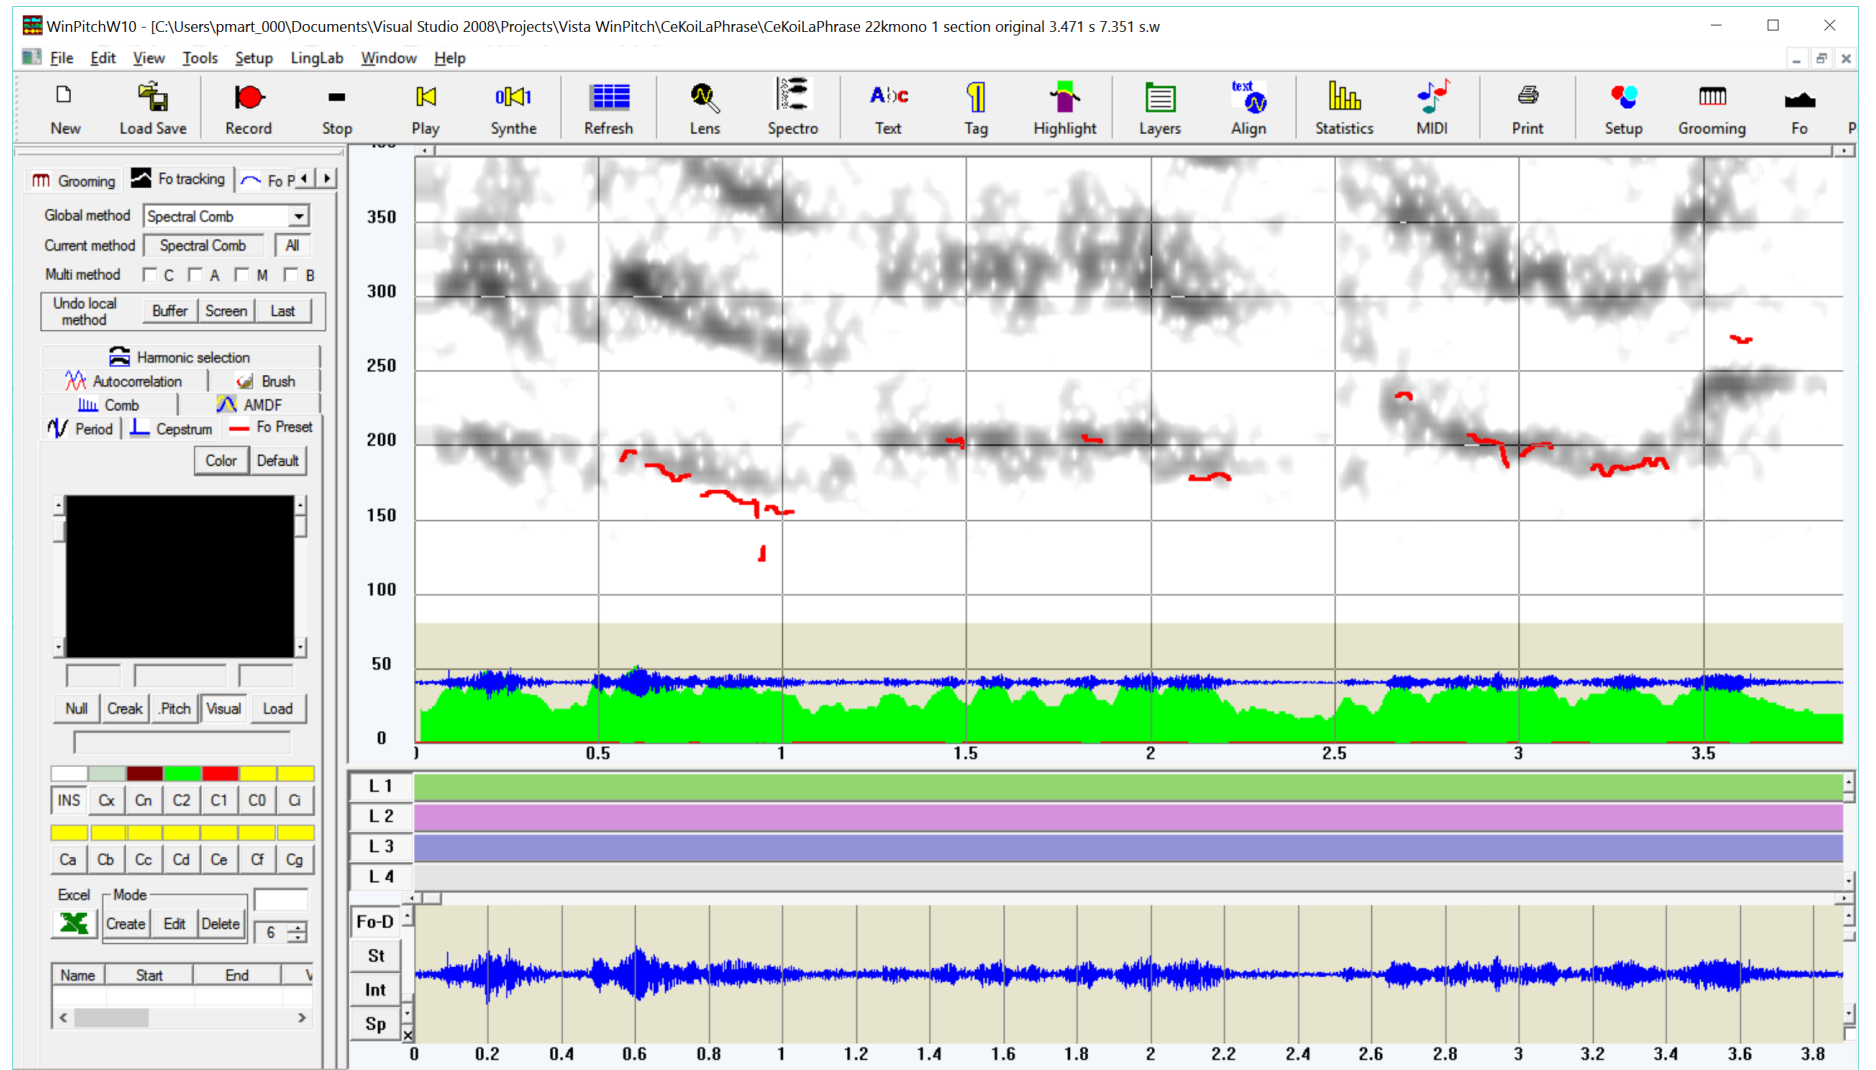 WinPitchW10 - [C:\Users\pmart_000\Documents\Visual Studio 2008\Projects\Vista WinPitch\CeKoiLaPhrase\CeKoiLaPhrase 22kmono 1 section original 3.471 s 7.351 s.w
File Edit View Tools Setup LingLab Window Help
New Load Save Record Stop Play Synthe Refresh Lens Spectro Text Tag Highlight Layers Align Statistics MIDI Print Setup Grooming Fo P
Grooming Fo tracking Fo P
Global method Spectral Comb
Current method Spectral Comb All
Multi method C A M B
Undo local method Buffer Screen Last
Harmonic selection
Autocorrelation Brush
Comb AMDF
Period Cepstrum Fo Preset
Color Default
Null Creak .Pitch Visual Load
INS Cx Cn C2 C1 C0 Ci
Ca Cb Cc Cd Ce Cf Cg
Excel Mode
Create Edit Delete 6
Name Start End V
350
300
250
200
150
100
50
0
0.5 1 1.5 2 2.5 3 3.5
L 1
L 2
L 3
L 4
Fo-D
St
Int
Sp
0 0.2 0.4 0.6 0.8 1 1.2 1.4 1.6 1.8 2 2.2 2.4 2.6 2.8 3 3.2 3.4 3.6 3.8